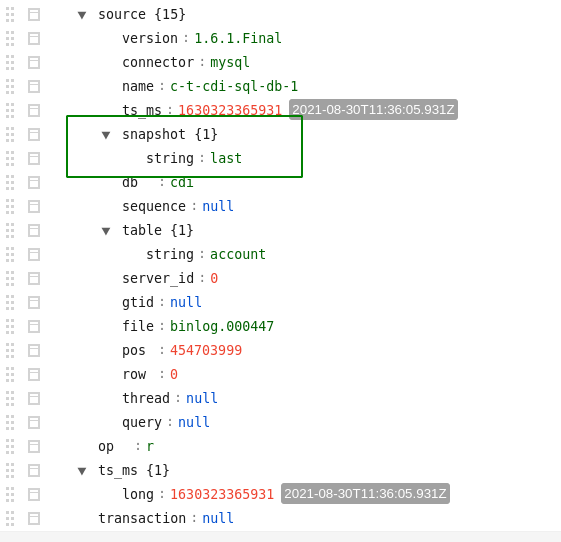 source {15}
version : 1.6.1.Final
connector : mysql
name : c-t-cdi-sql-db-1
ts_ms : 1630323365931 2021-08-30T11:36:05.931Z
snapshot {1}
string : last
db : cdi
sequence : null
table {1}
string : account
server_id : 0
gtid : null
file : binlog.000447
pos : 454703999
row : 0
thread : null
query : null
op : r
ts_ms {1}
long : 1630323365931 2021-08-30T11:36:05.931Z
transaction : null